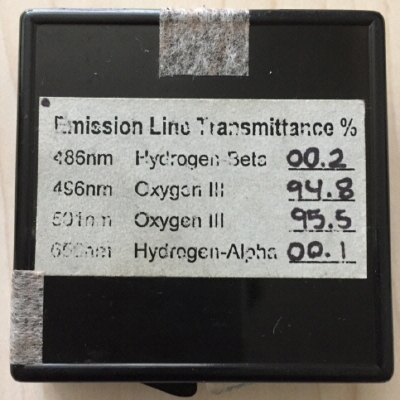 Emission Line Transmittance %
486nm Hydrogen-Beta 00.2
496nm Oxygen III 94.8
501nm Oxygen III 95.5
656nm Hydrogen-Alpha 00.1